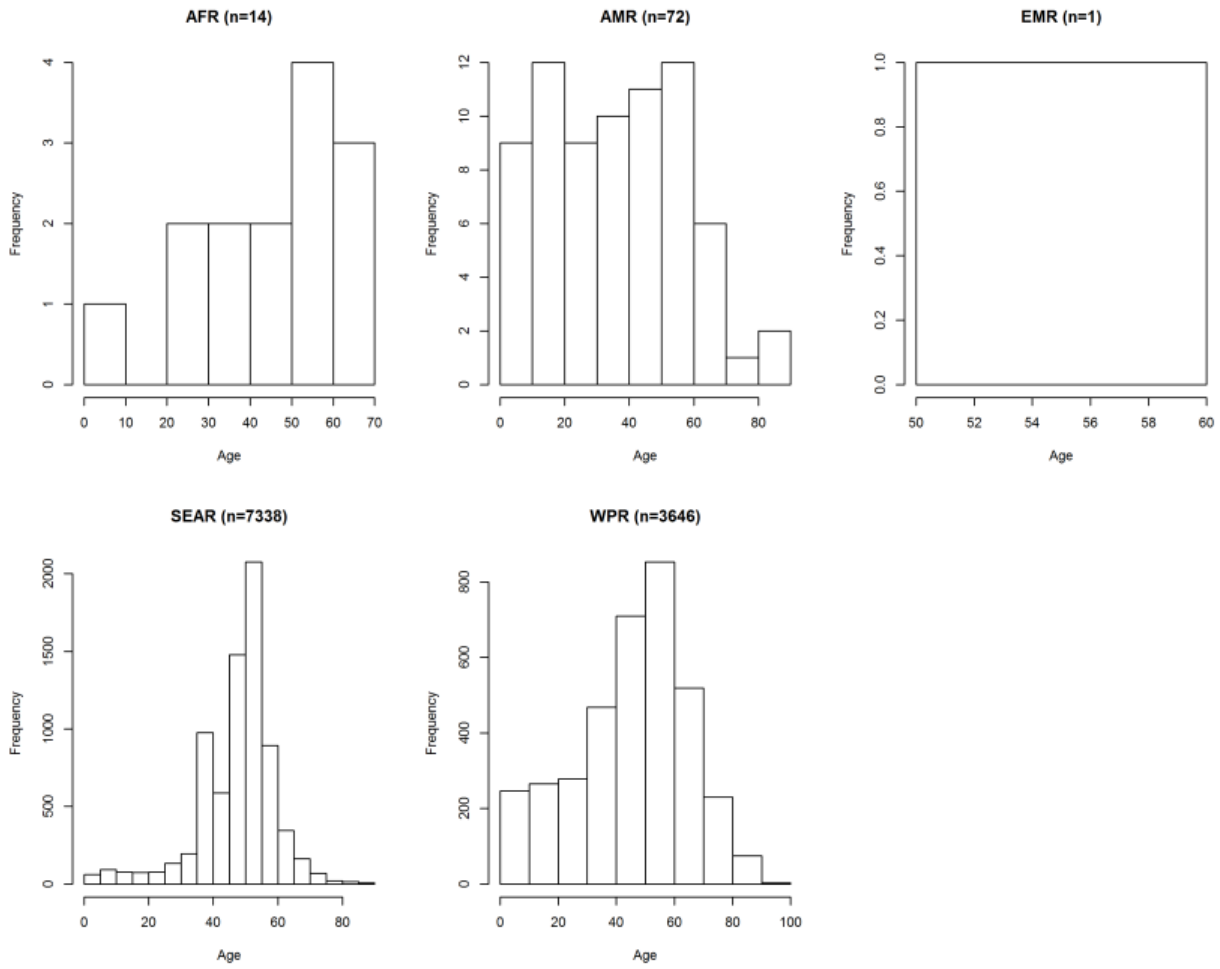 AFR (n=14)
Frequency
0 1 2 3 4
0 10 20 30 40 50 60 70
Age
AMR (n=72)
Frequency
0 2 4 6 8 10 12
0 20 40 60 80
Age
EMR (n=1)
Frequency
0.0 0.2 0.4 0.6 0.8 1.0
50 52 54 56 58 60
Age
SEAR (n=7338)
Frequency
0 500 1000 1500 2000
0 20 40 60 80
Age
WPR (n=3646)
Frequency
0 200 400 600 800
0 20 40 60 80 100
Age